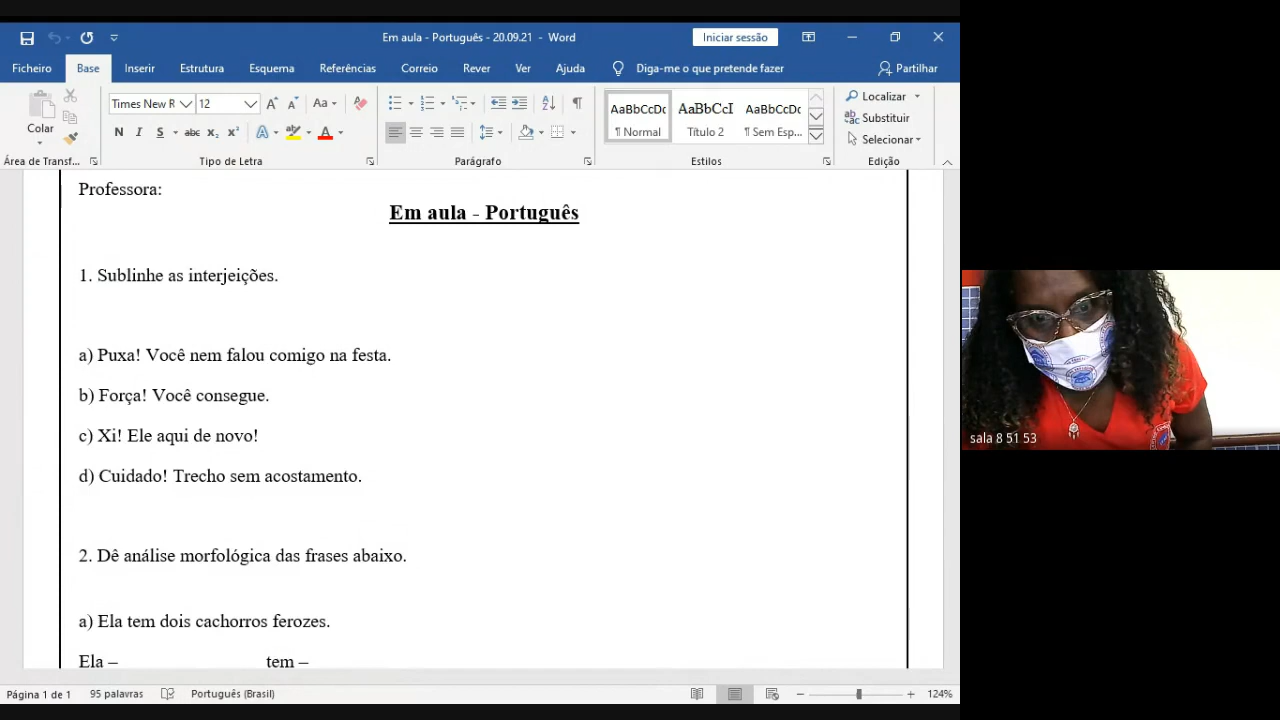 Em aula - Português - 20.09.21 - Word
Iniciar sessão
Ficheiro Base Inserir Estrutura Esquema Referências Correio Rever Ver Ajuda Diga-me o que pretende fazer Partilhar
Colar
Times New R 12
Aa
N I S abc x₂ x²
AaBbCcDc AaBbCcI AaBbCcDc
¶ Normal Título 2 ¶ Sem Esp...
Localizar
Substituir
Selecionar
Área de Transf... Tipo de Letra Parágrafo Estilos Edição
Professora:
Em aula - Português
1. Sublinhe as interjeições.
a) Puxa! Você nem falou comigo na festa.
b) Força! Você consegue.
c) Xi! Ele aqui de novo!
d) Cuidado! Trecho sem acostamento.
2. Dê análise morfológica das frases abaixo.
a) Ela tem dois cachorros ferozes.
Ela – tem –
Página 1 de 1 95 palavras Português (Brasil) 124%
sala 8 51 53